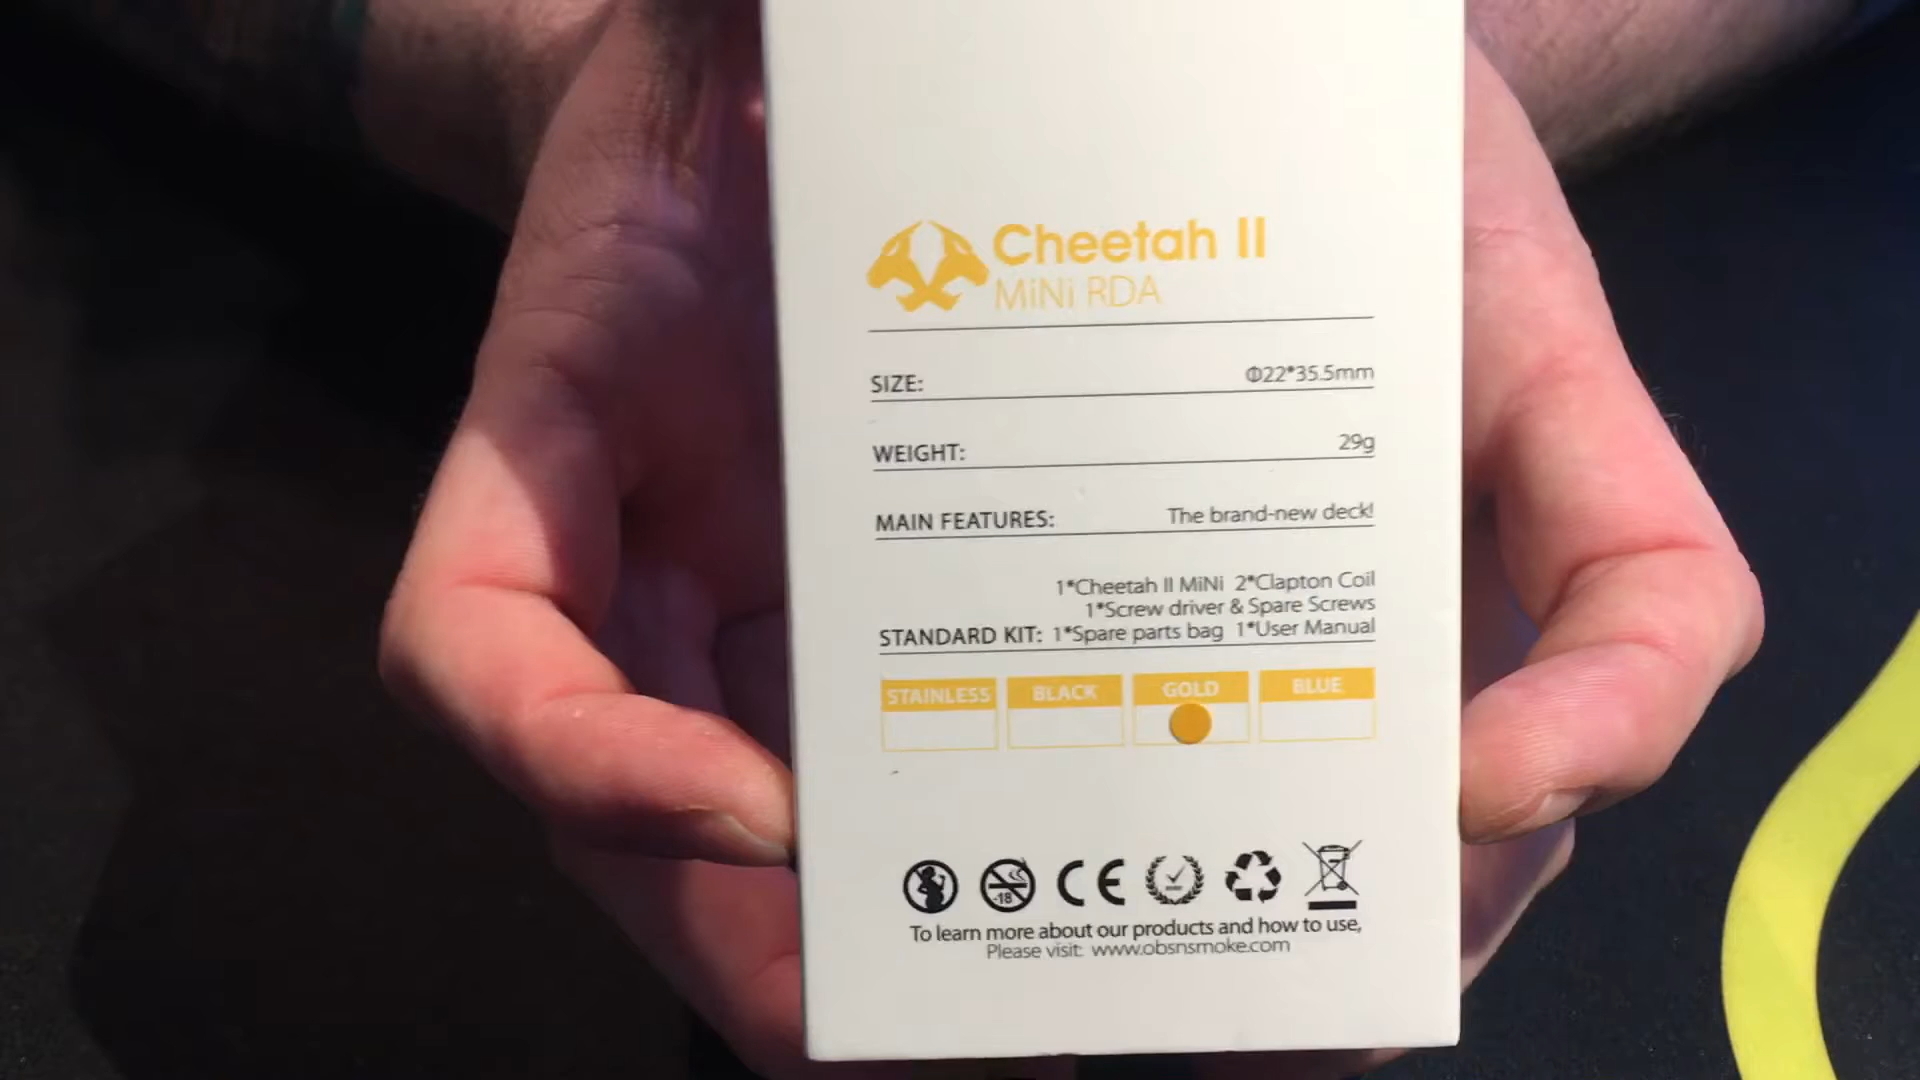 Cheetah II
MiNi RDA
SIZE: Φ22*35.5mm
WEIGHT: 29g
MAIN FEATURES: The brand-new deck!
1*Cheetah II MiNi 2*Clapton Coil
1*Screw driver & Spare Screws
STANDARD KIT: 1*Spare parts bag 1*User Manual
STAINLESS BLACK GOLD BLUE
-18 CE
To learn more about our products and how to use,
Please visit: www.obsnsmoke.com